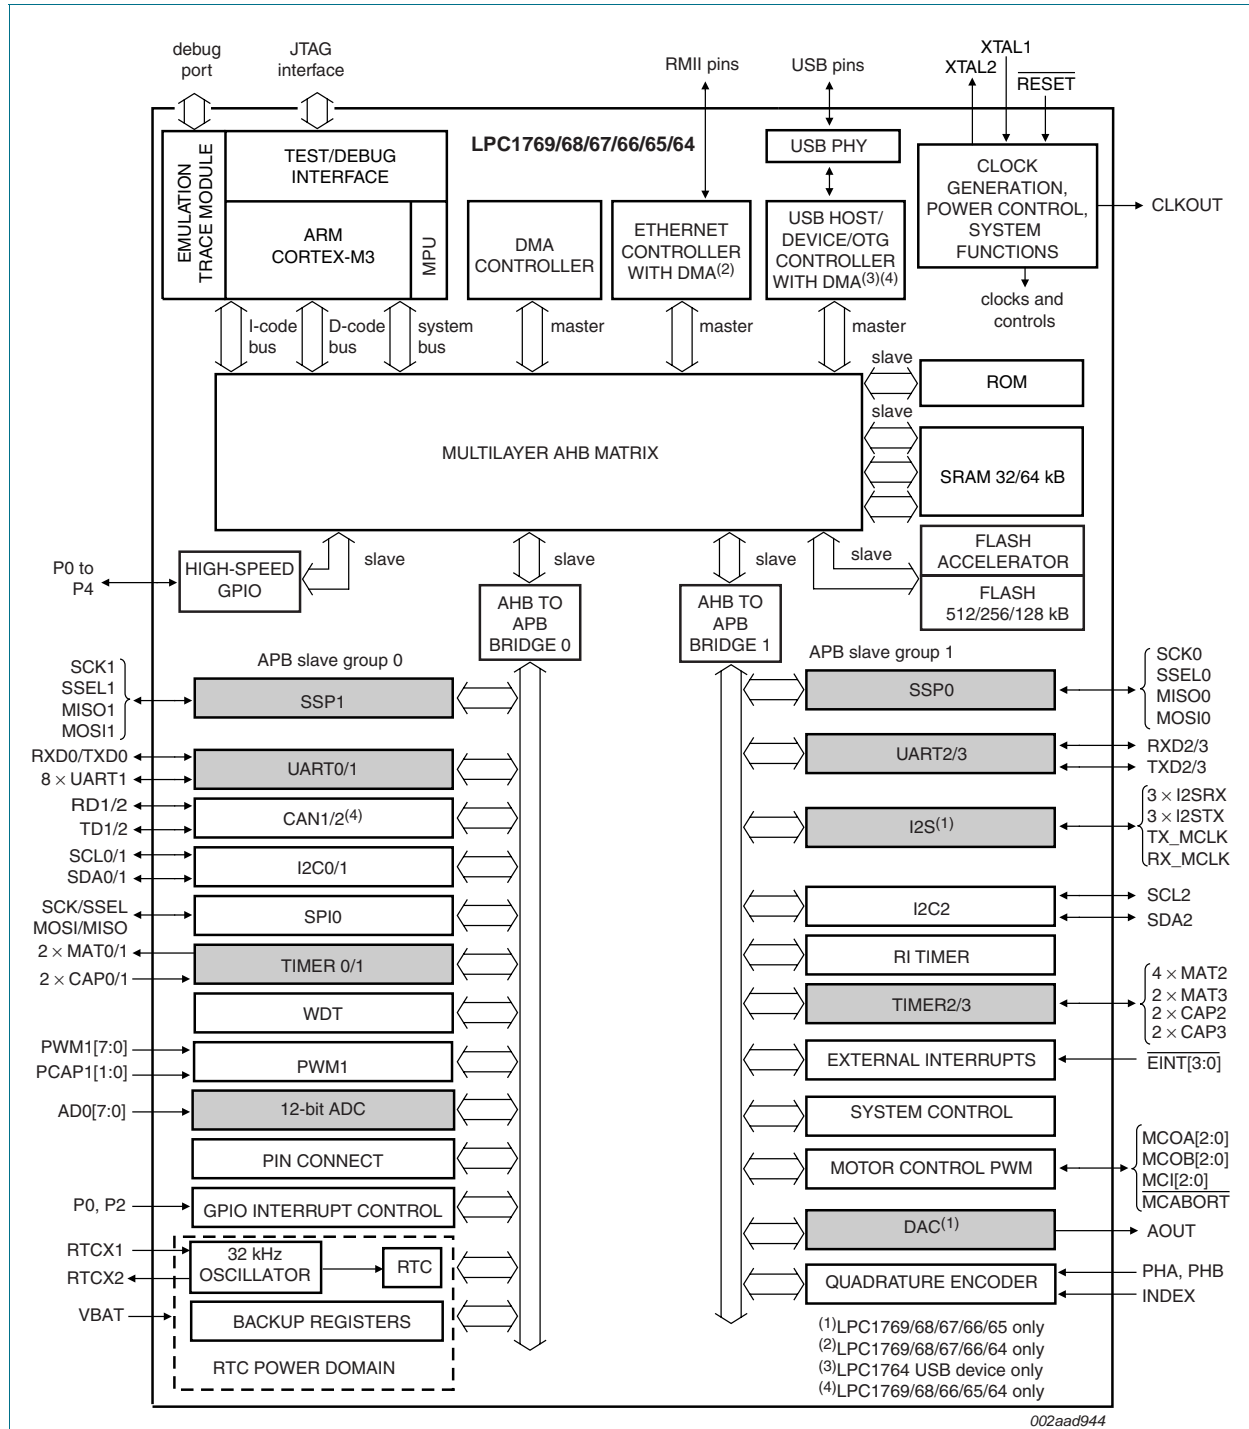 debug
port
JTAG
interface
RMII pins
USB pins
XTAL1
XTAL2
RESET
LPC1769/68/67/66/65/64
EMULATION
TRACE MODULE
TEST/DEBUG
INTERFACE
ARM
CORTEX-M3
MPU
DMA
CONTROLLER
ETHERNET
CONTROLLER
WITH DMA(2)
USB PHY
USB HOST/
DEVICE/OTG
CONTROLLER
WITH DMA(3)(4)
CLOCK
GENERATION,
POWER CONTROL,
SYSTEM
FUNCTIONS
CLKOUT
clocks and
controls
I-code
bus
D-code
bus
system
bus
master
master
master
slave
ROM
slave
MULTILAYER AHB MATRIX
SRAM 32/64 kB
P0 to
P4
HIGH-SPEED
GPIO
slave
slave
slave
slave
FLASH
ACCELERATOR
FLASH
512/256/128 kB
AHB TO
APB
BRIDGE 0
AHB TO
APB
BRIDGE 1
APB slave group 0
APB slave group 1
SCK1
SSEL1
MISO1
MOSI1
SSP1
RXD0/TXD0
8 × UART1
UART0/1
RD1/2
TD1/2
CAN1/2(4)
SCL0/1
SDA0/1
I2C0/1
SCK/SSEL
MOSI/MISO
SPI0
2 × MAT0/1
2 × CAP0/1
TIMER 0/1
WDT
PWM1[7:0]
PCAP1[1:0]
PWM1
AD0[7:0]
12-bit ADC
PIN CONNECT
P0, P2
GPIO INTERRUPT CONTROL
RTCX1
RTCX2
32 kHz
OSCILLATOR
RTC
VBAT
BACKUP REGISTERS
RTC POWER DOMAIN
SSP0
SCK0
SSEL0
MISO0
MOSI0
UART2/3
RXD2/3
TXD2/3
I2S(1)
3 × I2SRX
3 × I2STX
TX_MCLK
RX_MCLK
I2C2
SCL2
SDA2
RI TIMER
TIMER2/3
4 × MAT2
2 × MAT3
2 × CAP2
2 × CAP3
EXTERNAL INTERRUPTS
EINT[3:0]
SYSTEM CONTROL
MOTOR CONTROL PWM
MCOA[2:0]
MCOB[2:0]
MCI[2:0]
MCABORT
DAC(1)
AOUT
QUADRATURE ENCODER
PHA, PHB
INDEX
(1)LPC1769/68/67/66/65 only
(2)LPC1769/68/67/66/64 only
(3)LPC1764 USB device only
(4)LPC1769/68/66/65/64 only
002aad944